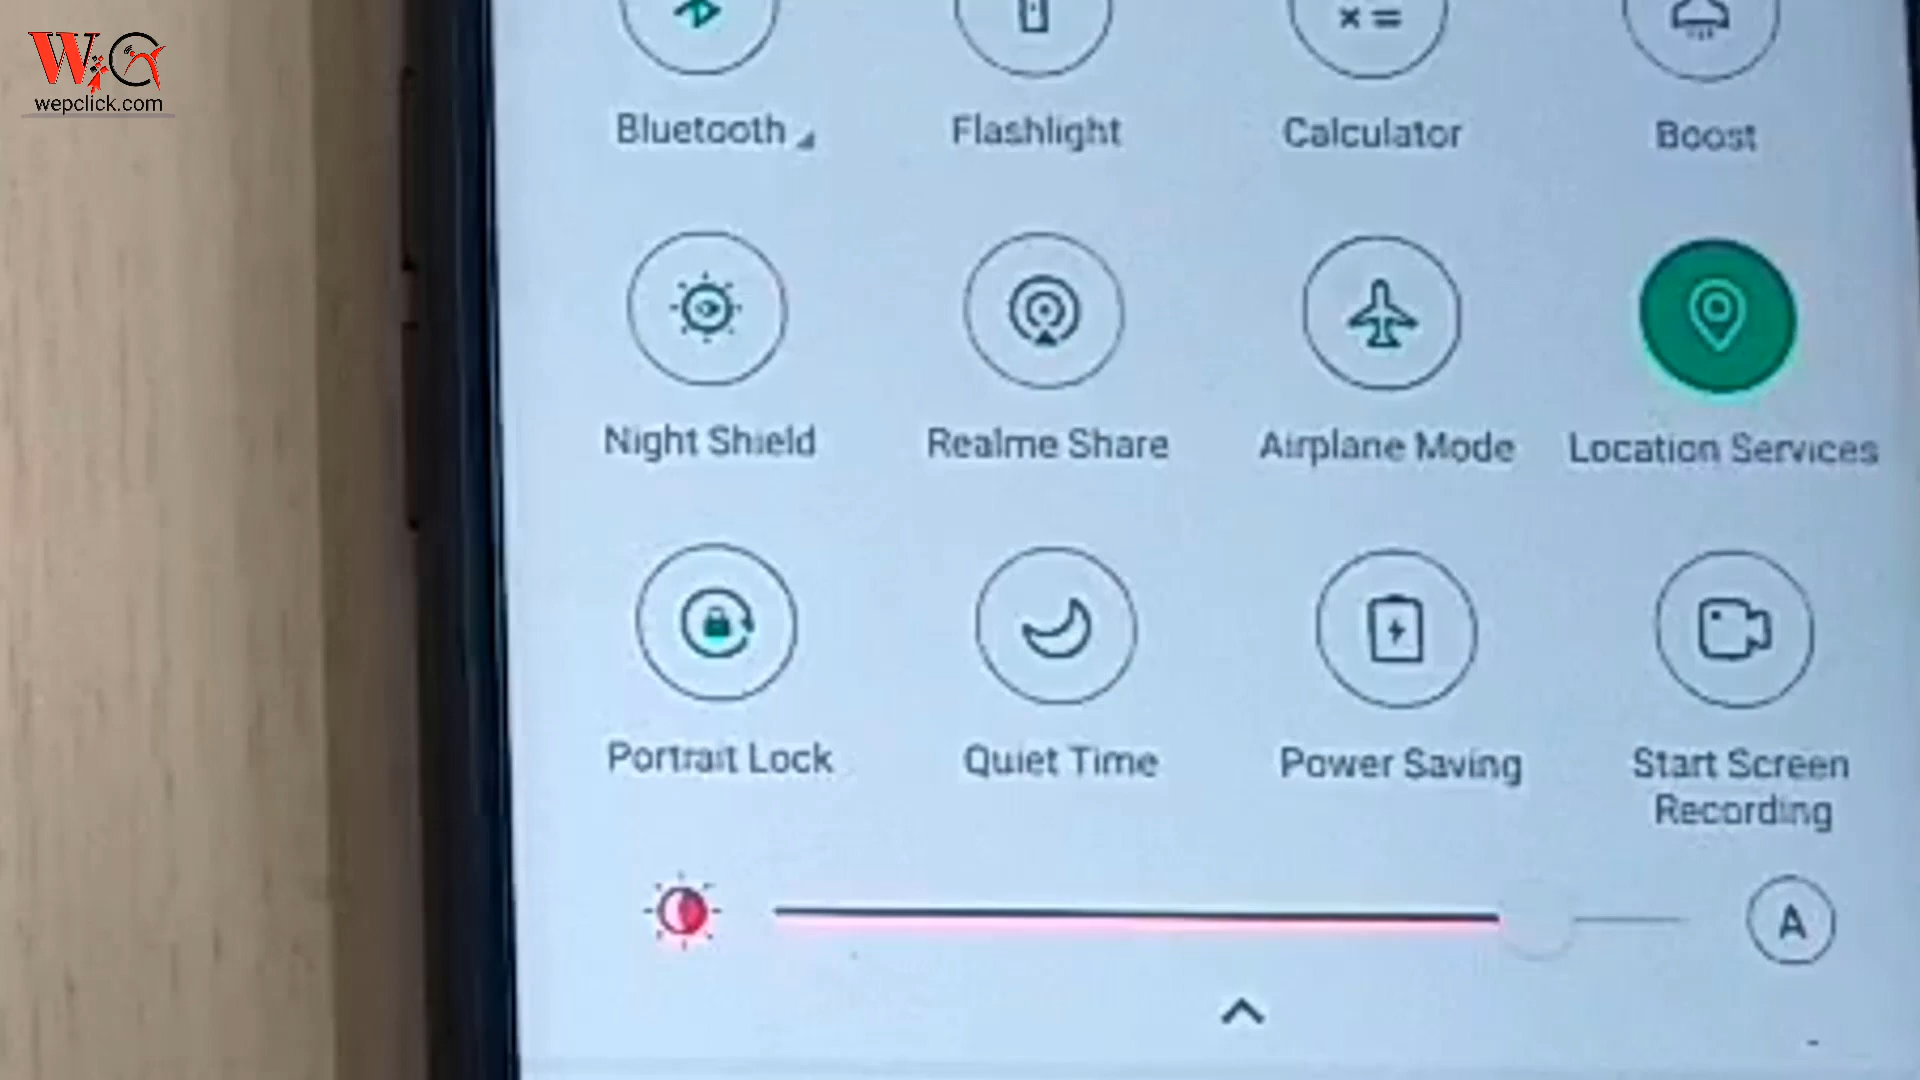 WC
wepclick.com
Bluetooth
Flashlight
Calculator
Boost
Night Shield
Realme Share
Airplane Mode
Location Services
Portrait Lock
Quiet Time
Power Saving
Start Screen
Recording
A